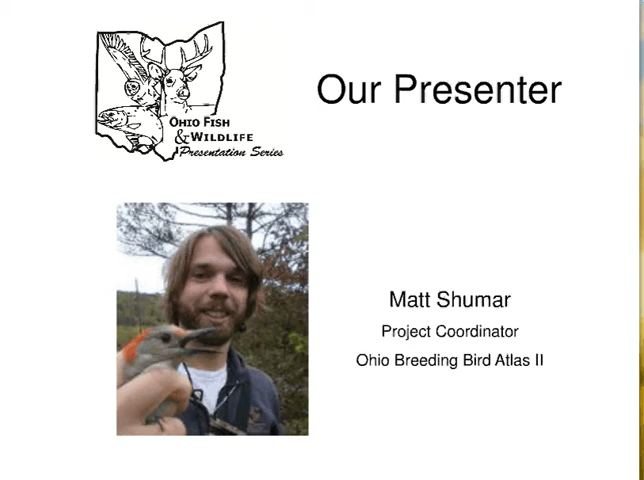 Our Presenter
OHIO FISH
& WILDLIFE
Presentation Series
Matt Shumar
Project Coordinator
Ohio Breeding Bird Atlas II